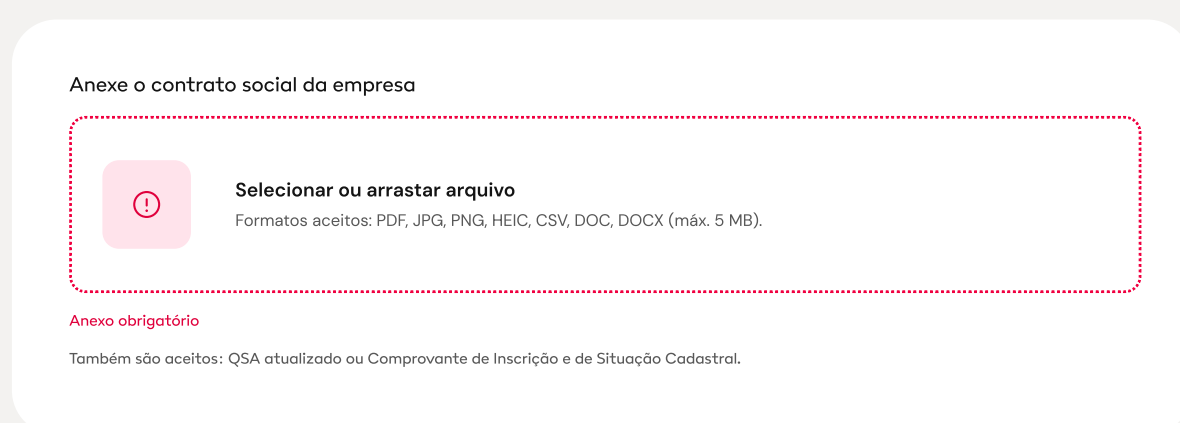 Anexe o contrato social da empresa
Selecionar ou arrastar arquivo
Formatos aceitos: PDF, JPG, PNG, HEIC, CSV, DOC, DOCX (máx. 5 MB).
Anexo obrigatório
Também são aceitos: QSA atualizado ou Comprovante de Inscrição e de Situação Cadastral.